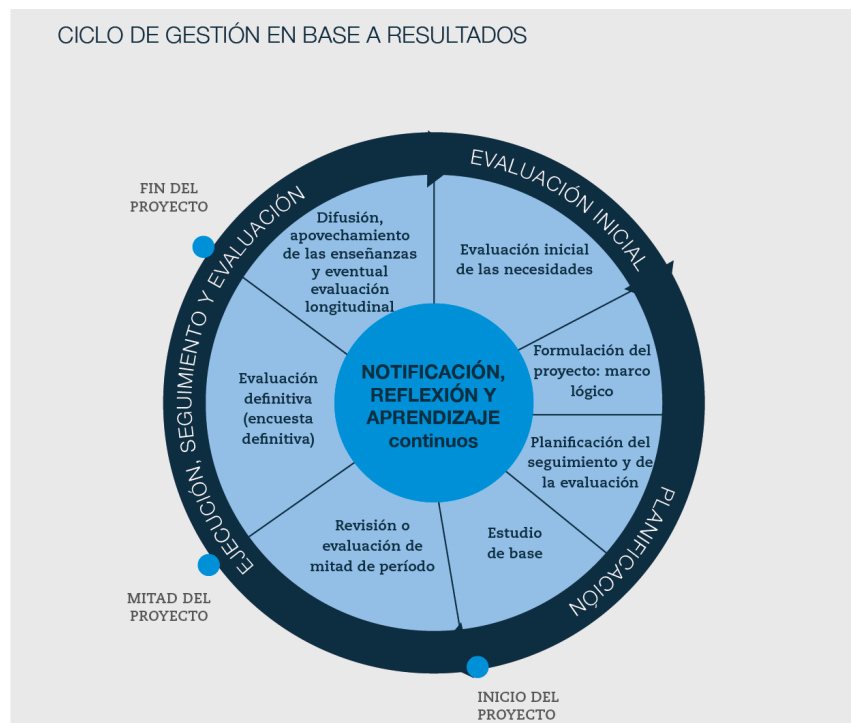 CICLO DE GESTIÓN EN BASE A RESULTADOS
EVALUACIÓN INICIAL
FIN DEL
PROYECTO
Difusión,
apovechamiento
de las enseñanzas
y eventual
evaluación
longitudinal
Evaluación inicial
de las necesidades
EJECUCIÓN, SEGUIMIENTO Y EVALUACIÓN
Formulación del
proyecto: marco
lógico
NOTIFICACIÓN,
REFLEXIÓN Y
APRENDIZAJE
continuos
Evaluación
definitiva
(encuesta
definitiva)
Planificación del
seguimiento y de
la evaluación
PLANIFICACIÓN
Revisión o
evaluación de
mitad de período
Estudio
de base
MITAD DEL
PROYECTO
INICIO DEL
PROYECTO